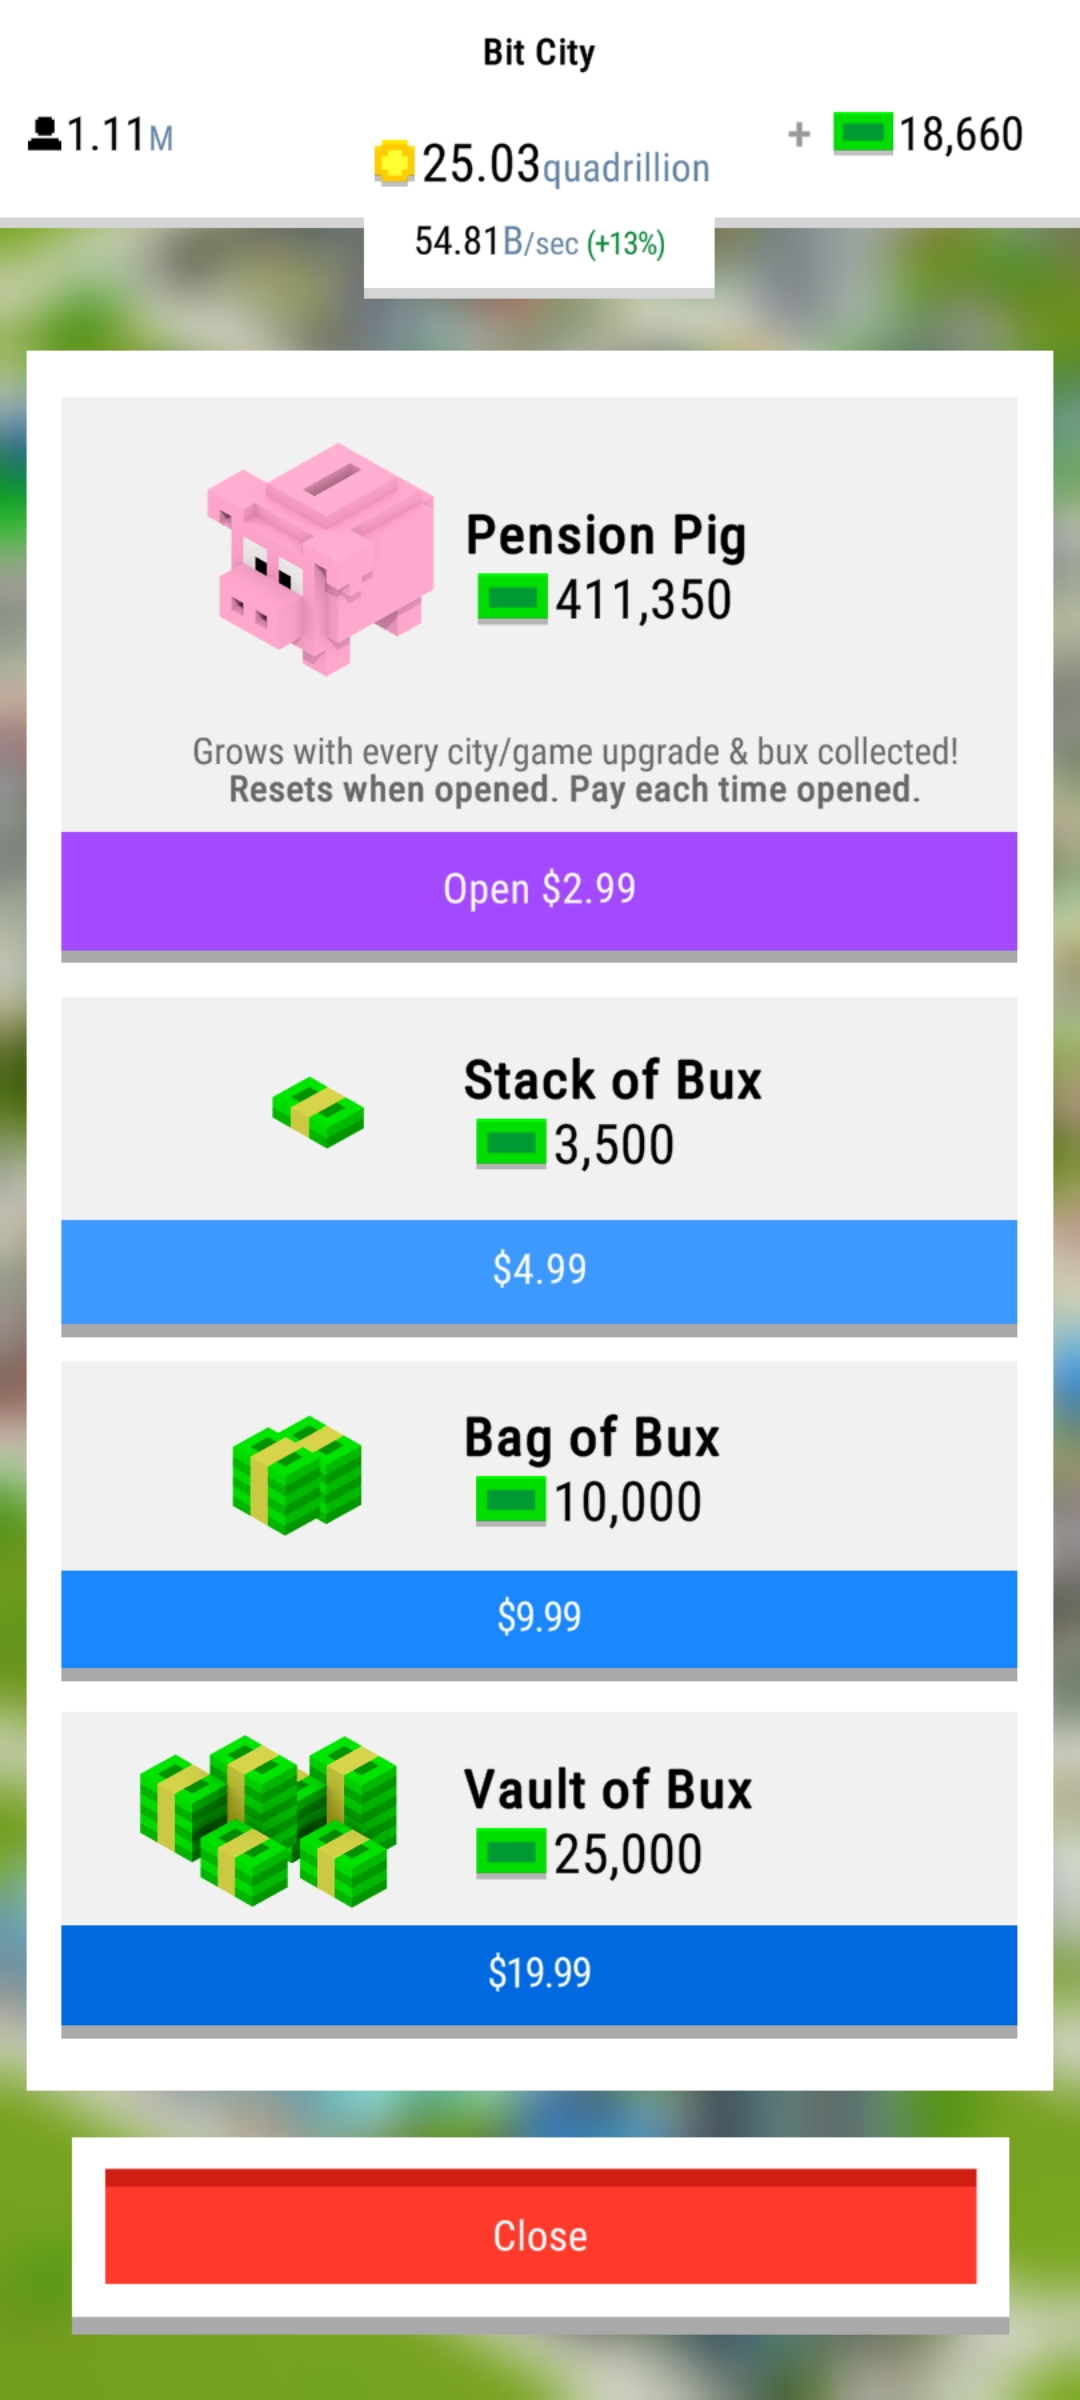 Bit City
1.11M
25.03quadrillion
+ 18,660
54.81B/sec (+13%)
Pension Pig
411,350
Grows with every city/game upgrade & bux collected!
Resets when opened. Pay each time opened.
Open $2.99
Stack of Bux
3,500
$4.99
Bag of Bux
10,000
$9.99
Vault of Bux
25,000
$19.99
Close